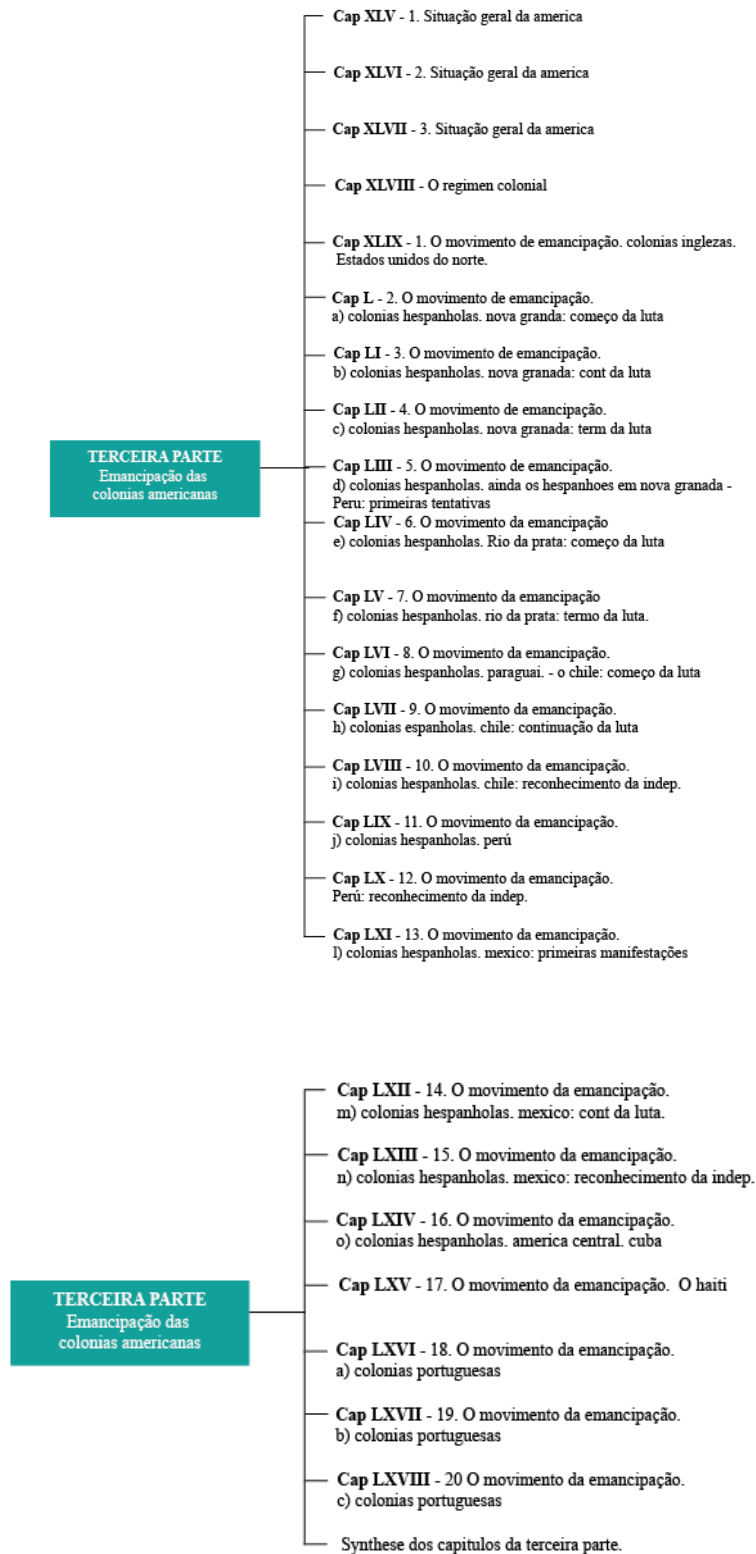 Cap XLV - 1. Situação geral da america
Cap XLVI - 2. Situação geral da america
Cap XLVII - 3. Situação geral da america
Cap XLVIII - O regimen colonial
Cap XLIX - 1. O movimento de emancipação. colonias inglezas.
Estados unidos do norte.
Cap L - 2. O movimento de emancipação.
a) colonias hespanholas. nova granda: começo da luta
Cap LI - 3. O movimento de emancipação.
b) colonias hespanholas. nova granada: cont da luta
Cap LII - 4. O movimento de emancipação.
c) colonias hespanholas. nova granada: term da luta
TERCEIRA PARTE
Emancipação das
colonias americanas
Cap LIII - 5. O movimento de emancipação.
d) colonias hespanholas. ainda os hespanhoes em nova granada -
Peru: primeiras tentativas
Cap LIV - 6. O movimento da emancipação
e) colonias hespanholas. Rio da prata: começo da luta
Cap LV - 7. O movimento da emancipação
f) colonias hespanholas. rio da prata: termo da luta.
Cap LVI - 8. O movimento da emancipação.
g) colonias hespanholas. paraguai. - o chile: começo da luta
Cap LVII - 9. O movimento da emancipação.
h) colonias espanholas. chile: continuação da luta
Cap LVIII - 10. O movimento da emancipação.
i) colonias hespanholas. chile: reconhecimento da indep.
Cap LIX - 11. O movimento da emancipação.
j) colonias hespanholas. perú
Cap LX - 12. O movimento da emancipação.
Perú: reconhecimento da indep.
Cap LXI - 13. O movimento da emancipação.
l) colonias hespanholas. mexico: primeiras manifestações
Cap LXII - 14. O movimento da emancipação.
m) colonias hespanholas. mexico: cont da luta.
Cap LXIII - 15. O movimento da emancipação.
n) colonias hespanholas. mexico: reconhecimento da indep.
Cap LXIV - 16. O movimento da emancipação.
o) colonias hespanholas. america central. cuba
Cap LXV - 17. O movimento da emancipação. O haiti
TERCEIRA PARTE
Emancipação das
colonias americanas
Cap LXVI - 18. O movimento da emancipação.
a) colonias portuguesas
Cap LXVII - 19. O movimento da emancipação.
b) colonias portuguesas
Cap LXVIII - 20 O movimento da emancipação.
c) colonias portuguesas
Synthese dos capitulos da terceira parte.